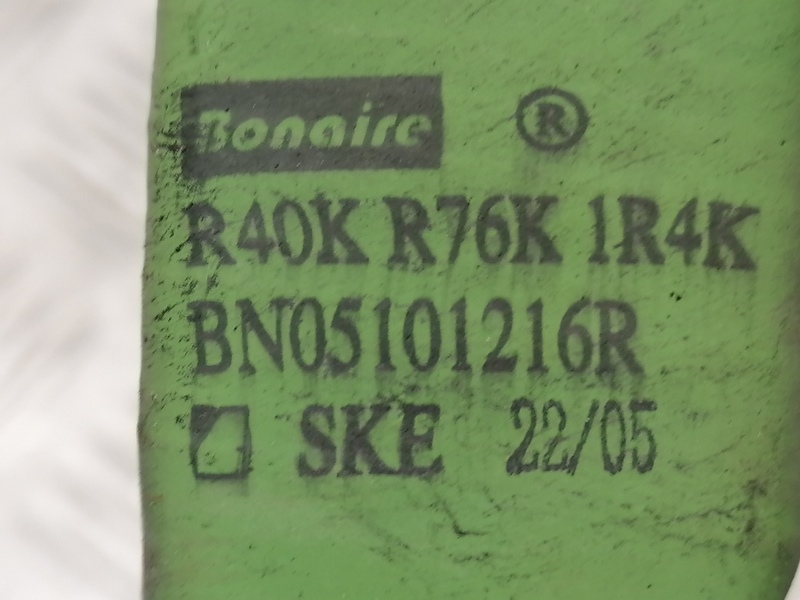 Bonaire ®
R40K R76K 1R4K
BN05101216R
SKE 22/05